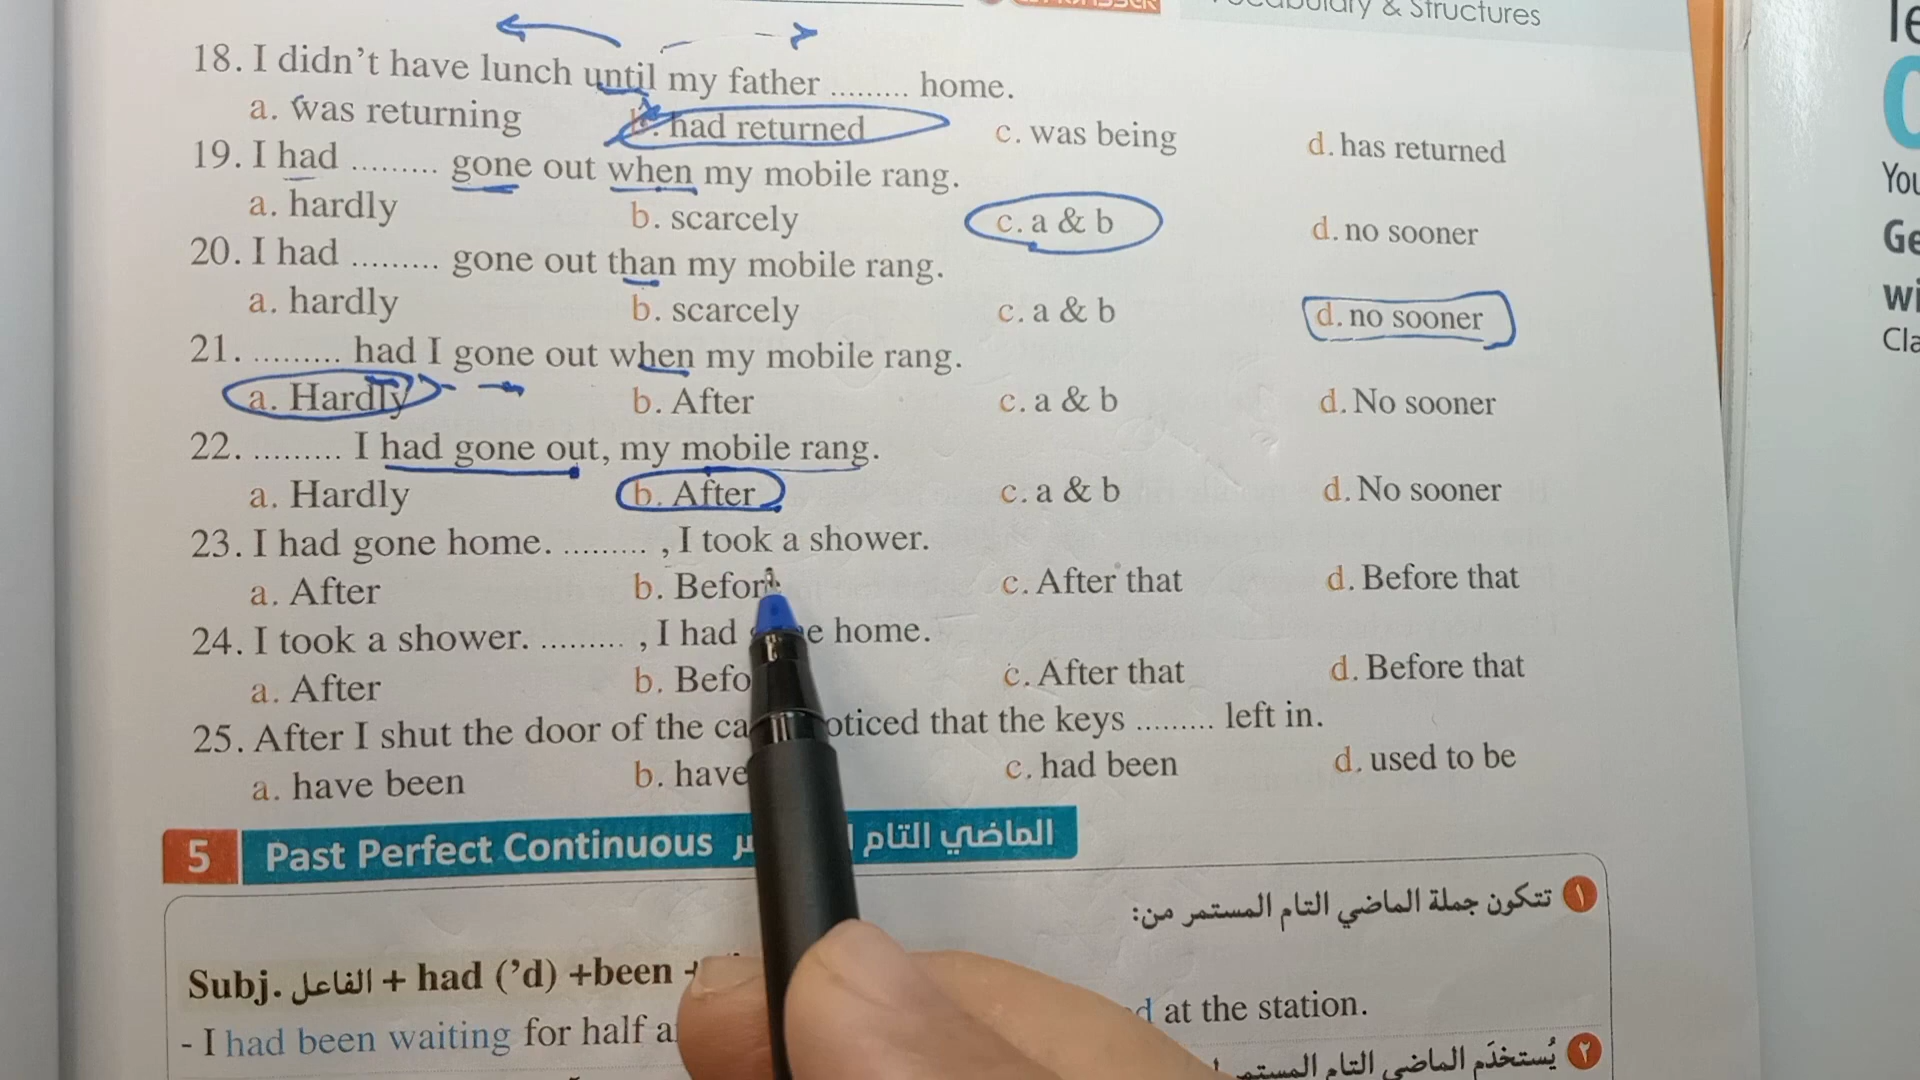 & Structures
18. I didn't have lunch until my father ......... home.
a. was returning b. had returned c. was being d. has returned
19. I had ......... gone out when my mobile rang.
a. hardly b. scarcely c. a & b d. no sooner
20. I had ......... gone out than my mobile rang.
a. hardly b. scarcely c. a & b d. no sooner
21. ......... had I gone out when my mobile rang.
a. Hardly b. After c. a & b d. No sooner
22. ......... I had gone out, my mobile rang.
a. Hardly b. After c. a & b d. No sooner
23. I had gone home. ......... , I took a shower.
a. After b. Befor c. After that d. Before that
24. I took a shower. ......... , I had home.
a. After b. Befo c. After that d. Before that
25. After I shut the door of the ca oticed that the keys ......... left in.
a. have been b. have c. had been d. used to be
5 Past Perfect Continuous الماضي التام
١ تتكون جملة الماضي التام المستمر من:
Subj. الفاعل + had ('d) +been +
- I had been waiting for half a d at the station.
٢ يُستخدَم الماضي التام المستمر
You
Ge
wi
Cla